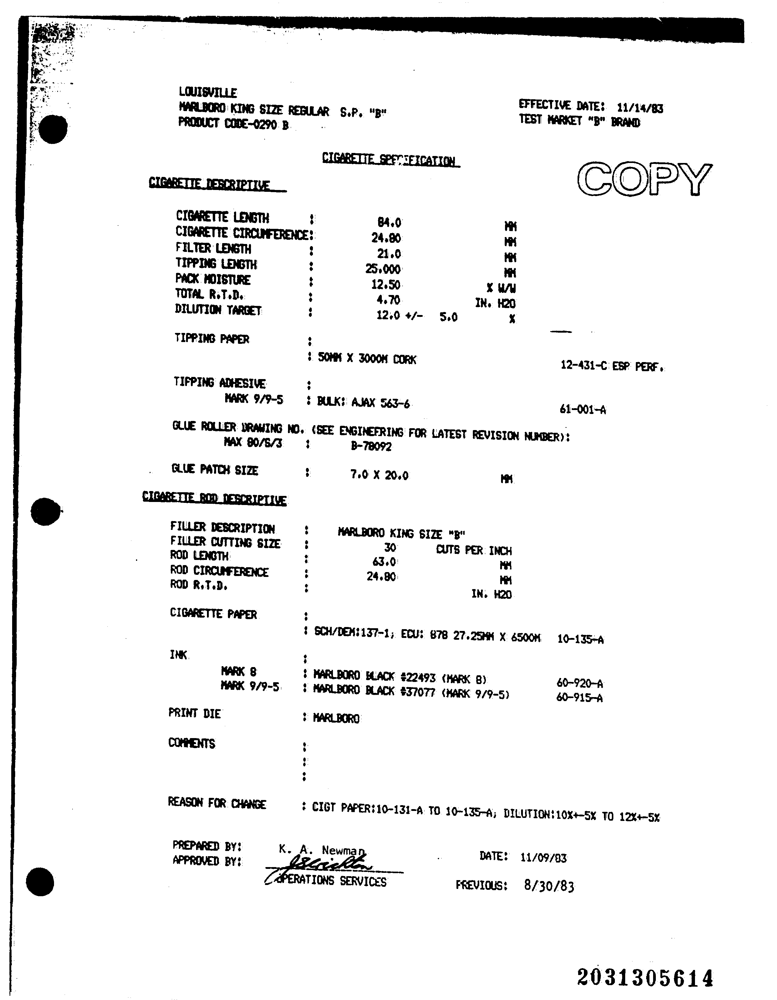 LOUISVILLE
MARLBORO KING SIZE REGULAR S.P. "B" EFFECTIVE DATE: 11/14/83
PRODUCT CODE-0290 B TEST MARKET "B" BRAND
CIGARETTE SPECIFICATION
COPY
CIGARETTE DESCRIPTIVE
CIGARETTE LENGTH : 84.0 MM
CIGARETTE CIRCUMFERENCE: 24.80 MM
FILTER LENGTH : 21.0 MM
TIPPING LENGTH : 25.000 MM
PACK MOISTURE : 12.50 % W/W
TOTAL R.T.D. : 4.70 IN. H2O
DILUTION TARGET : 12.0 +/- 5.0 %
TIPPING PAPER :
: 50MM X 3000M CORK 12-431-C ESP PERF.
TIPPING ADHESIVE :
MARK 9/9-5 : BULK: AJAX 563-6 61-001-A
GLUE ROLLER DRAWING NO. (SEE ENGINEERING FOR LATEST REVISION NUMBER):
MAX 80/S/3 : B-78092
GLUE PATCH SIZE : 7.0 X 20.0 MM
CIGARETTE ROD DESCRIPTIVE
FILLER DESCRIPTION : MARLBORO KING SIZE "B"
FILLER CUTTING SIZE : 30 CUTS PER INCH
ROD LENGTH : 63.0 MM
ROD CIRCUMFERENCE : 24.80 MM
ROD R.T.D. : IN. H2O
CIGARETTE PAPER :
: SCH/DEM:137-1; ECU: 878 27.25MM X 6500M 10-135-A
INK :
MARK 8 : MARLBORO BLACK #22493 (MARK 8) 60-920-A
MARK 9/9-5 : MARLBORO BLACK #37077 (MARK 9/9-5) 60-915-A
PRINT DIE : MARLBORO
COMMENTS :
:
:
REASON FOR CHANGE : CIGT PAPER:10-131-A TO 10-135-A; DILUTION:10%+-5% TO 12%+-5%
PREPARED BY: K. A. Newman DATE: 11/09/83
APPROVED BY:
OPERATIONS SERVICES PREVIOUS: 8/30/83
2031305614